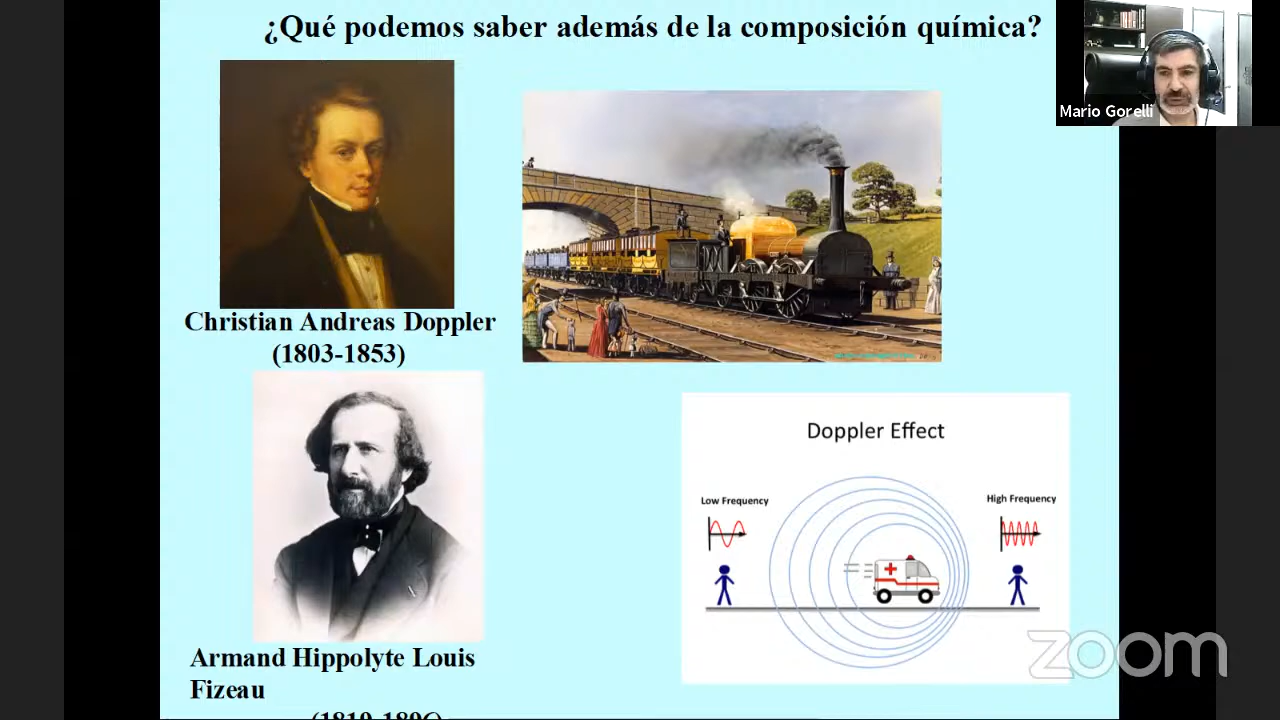 ¿Qué podemos saber además de la composición química?
Mario Gorelli
Christian Andreas Doppler
(1803-1853)
Doppler Effect
Low Frequency
High Frequency
Armand Hippolyte Louis
Fizeau
zoom